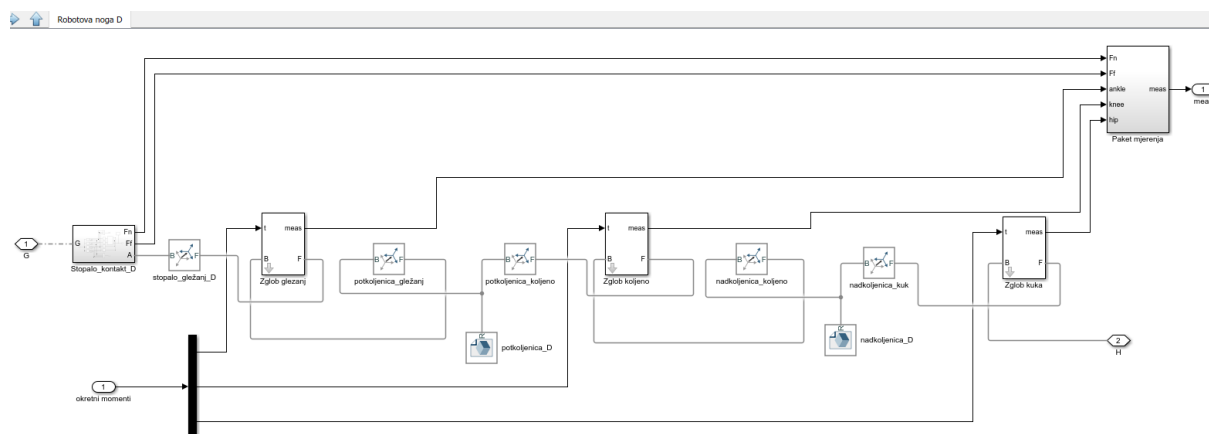 Robotova noga D
Fn
Ff
ankle
knee
hip
meas
Paket mjerenja
1
1
G
G
Fn
Ff
A
Stopalo_kontakt_D
B
F
stopalo_gležanj_D
t
meas
B
F
Zglob glezanj
B
F
potkoljenica_gležanj
B
F
potkoljenica_koljeno
t
meas
B
F
Zglob koljeno
B
F
nadkoljenica_koljeno
B
F
nadkoljenica_kuk
t
meas
B
F
Zglob kuka
R
potkoljenica_D
R
nadkoljenica_D
2
H
1
okretni momenti